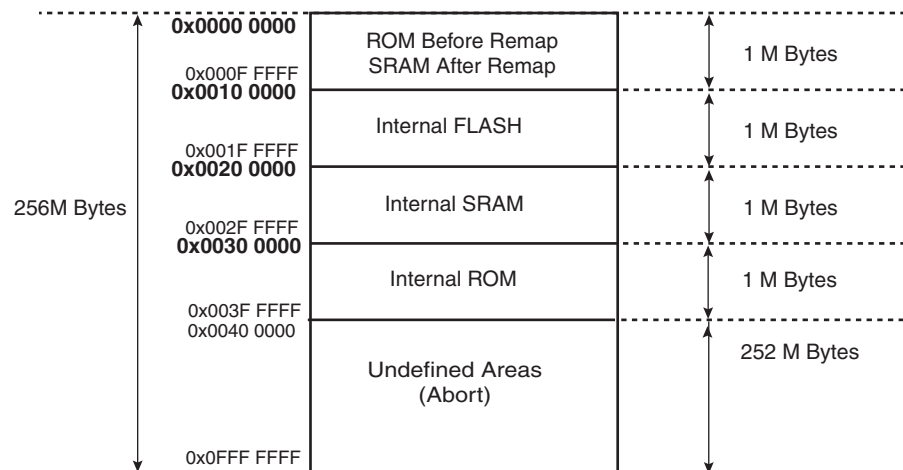 0x0000 0000
ROM Before Remap
SRAM After Remap
1 M Bytes
0x000F FFFF
0x0010 0000
Internal FLASH
1 M Bytes
0x001F FFFF
0x0020 0000
256M Bytes
Internal SRAM
1 M Bytes
0x002F FFFF
0x0030 0000
Internal ROM
1 M Bytes
0x003F FFFF
0x0040 0000
252 M Bytes
Undefined Areas
(Abort)
0x0FFF FFFF